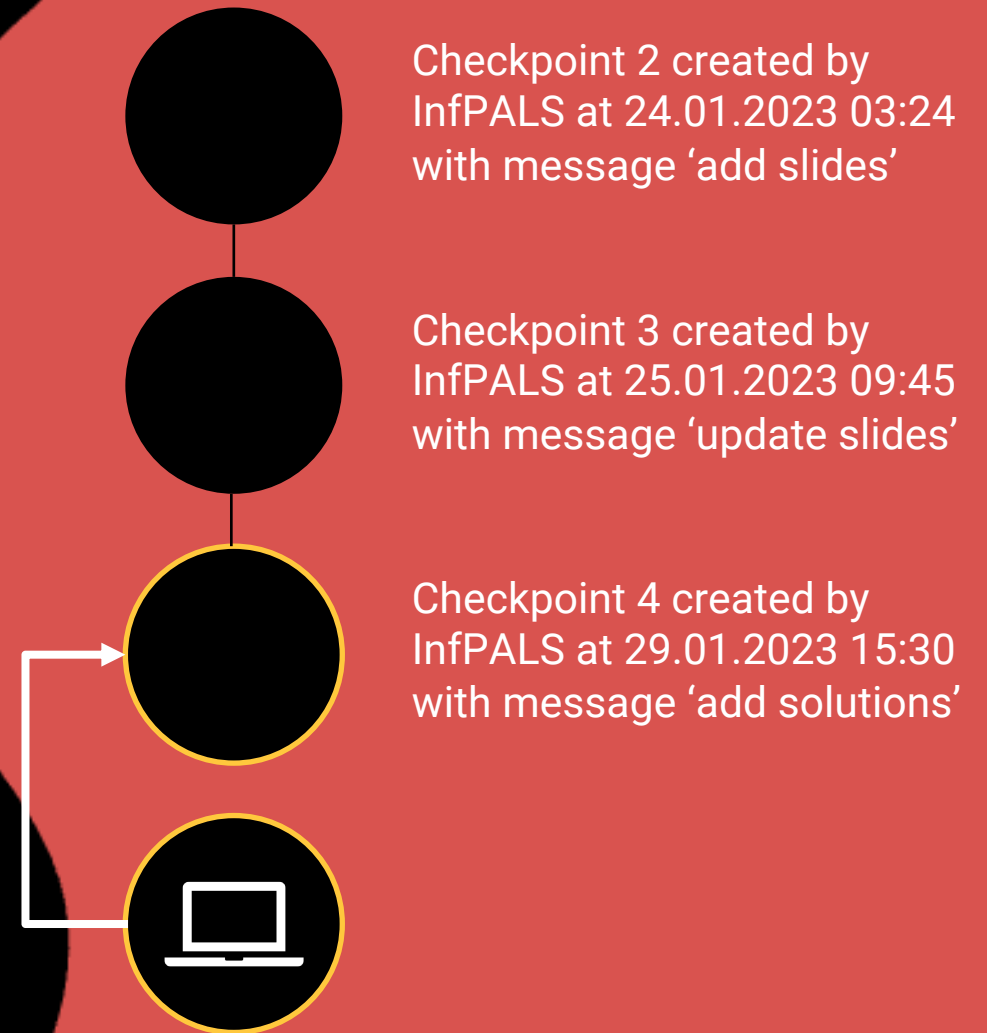 Checkpoint 2 created by
InfPALS at 24.01.2023 03:24
with message ‘add slides’
Checkpoint 3 created by
InfPALS at 25.01.2023 09:45
with message ‘update slides’
Checkpoint 4 created by
InfPALS at 29.01.2023 15:30
with message ‘add solutions’